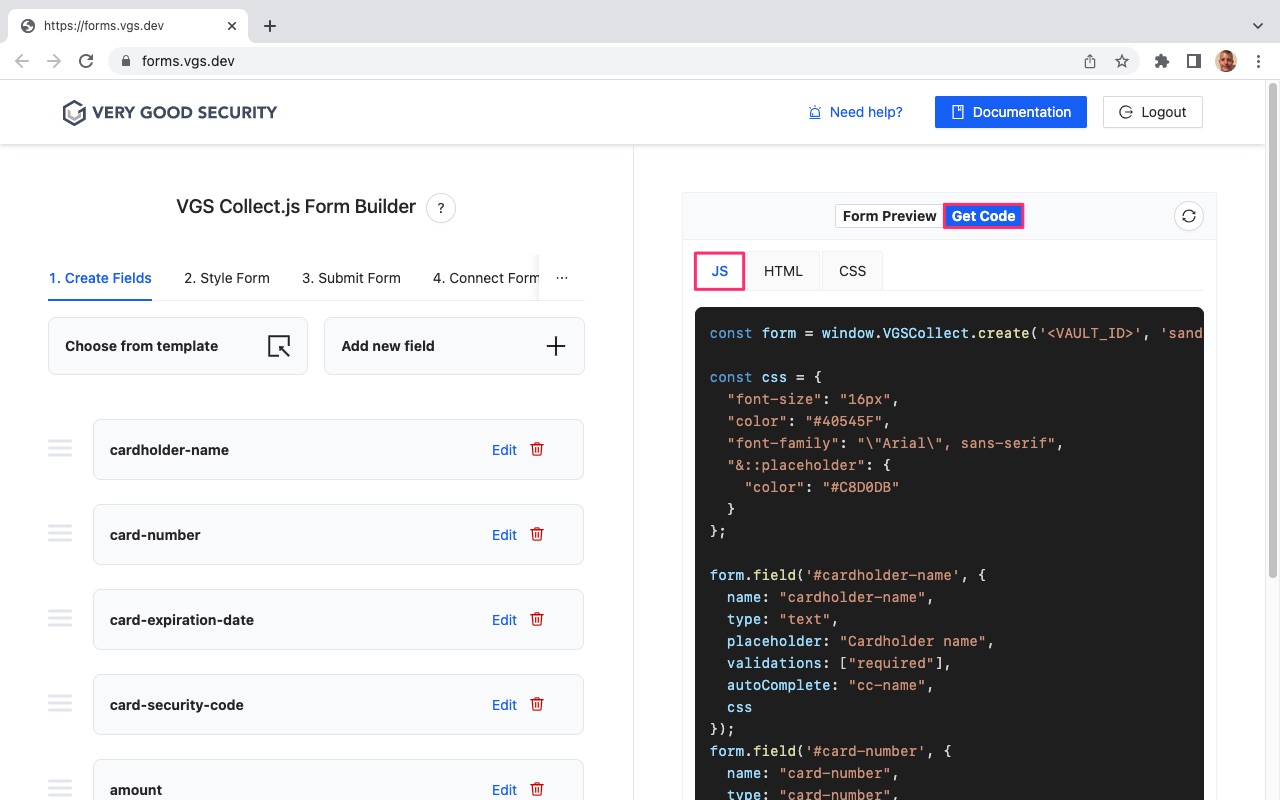 https://forms.vgs.dev
forms.vgs.dev
VERY GOOD SECURITY
Need help?
Documentation
Logout
VGS Collect.js Form Builder
?
1. Create Fields
2. Style Form
3. Submit Form
4. Connect Form
...
Choose from template
Add new field
cardholder-name
Edit
card-number
Edit
card-expiration-date
Edit
card-security-code
Edit
amount
Edit
Form Preview
Get Code
JS
HTML
CSS
const form = window.VGSCollect.create('<VAULT_ID>', 'sand
const css = {
"font-size": "16px",
"color": "#40545F",
"font-family": "\"Arial\", sans-serif",
"&::placeholder": {
"color": "#C8D0DB"
}
};
form.field('#cardholder-name', {
name: "cardholder-name",
type: "text",
placeholder: "Cardholder name",
validations: ["required"],
autoComplete: "cc-name",
css
});
form.field('#card-number', {
name: "card-number",
type: "card-number",